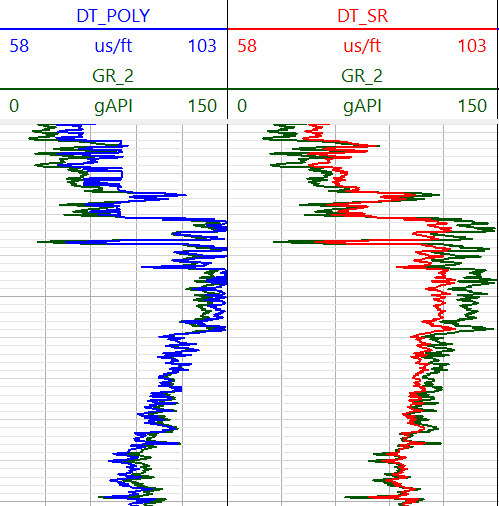 DT_POLY DT_SR
58 us/ft 103 58 us/ft 103
GR_2 GR_2
0 gAPI 150 0 gAPI 150